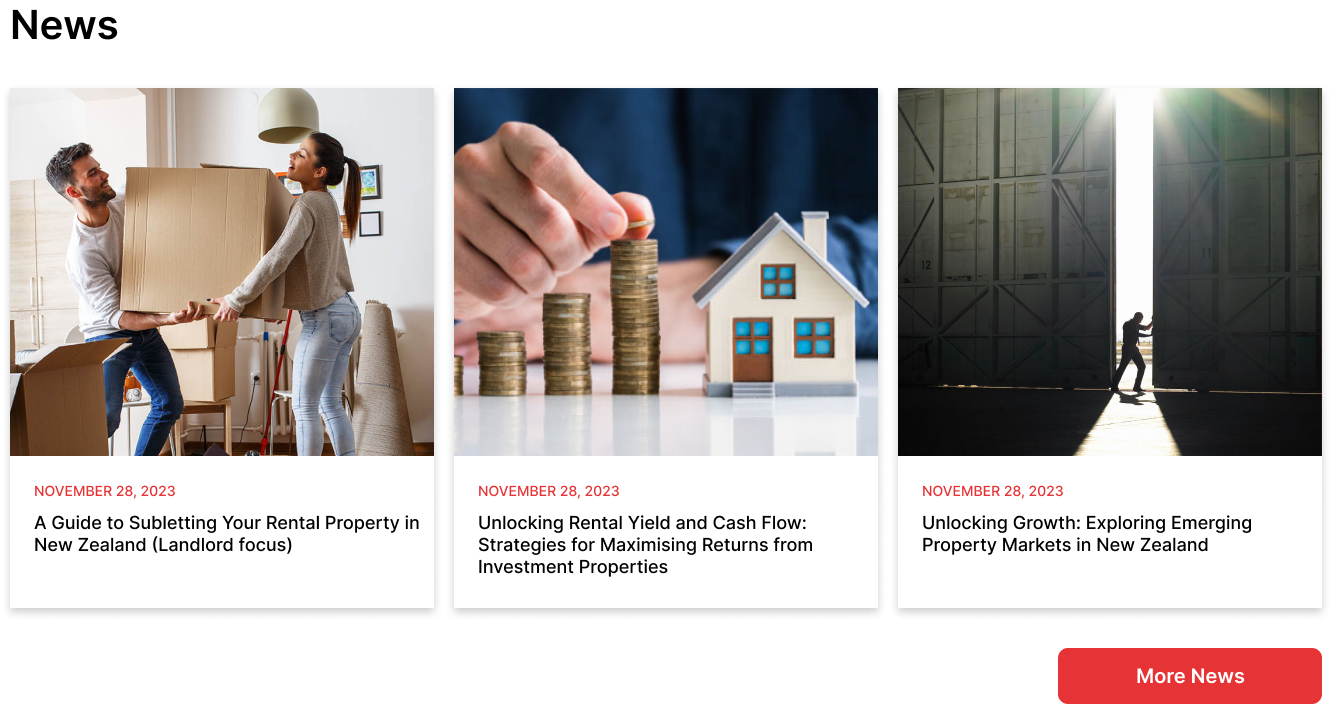 News
NOVEMBER 28, 2023
A Guide to Subletting Your Rental Property in
New Zealand (Landlord focus)
NOVEMBER 28, 2023
Unlocking Rental Yield and Cash Flow:
Strategies for Maximising Returns from
Investment Properties
12
11
NOVEMBER 28, 2023
Unlocking Growth: Exploring Emerging
Property Markets in New Zealand
More News